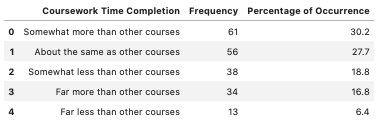 Coursework Time Completion Frequency Percentage of Occurrence
0 Somewhat more than other courses 61 30.2
1 About the same as other courses 56 27.7
2 Somewhat less than other courses 38 18.8
3 Far more than other courses 34 16.8
4 Far less than other courses 13 6.4